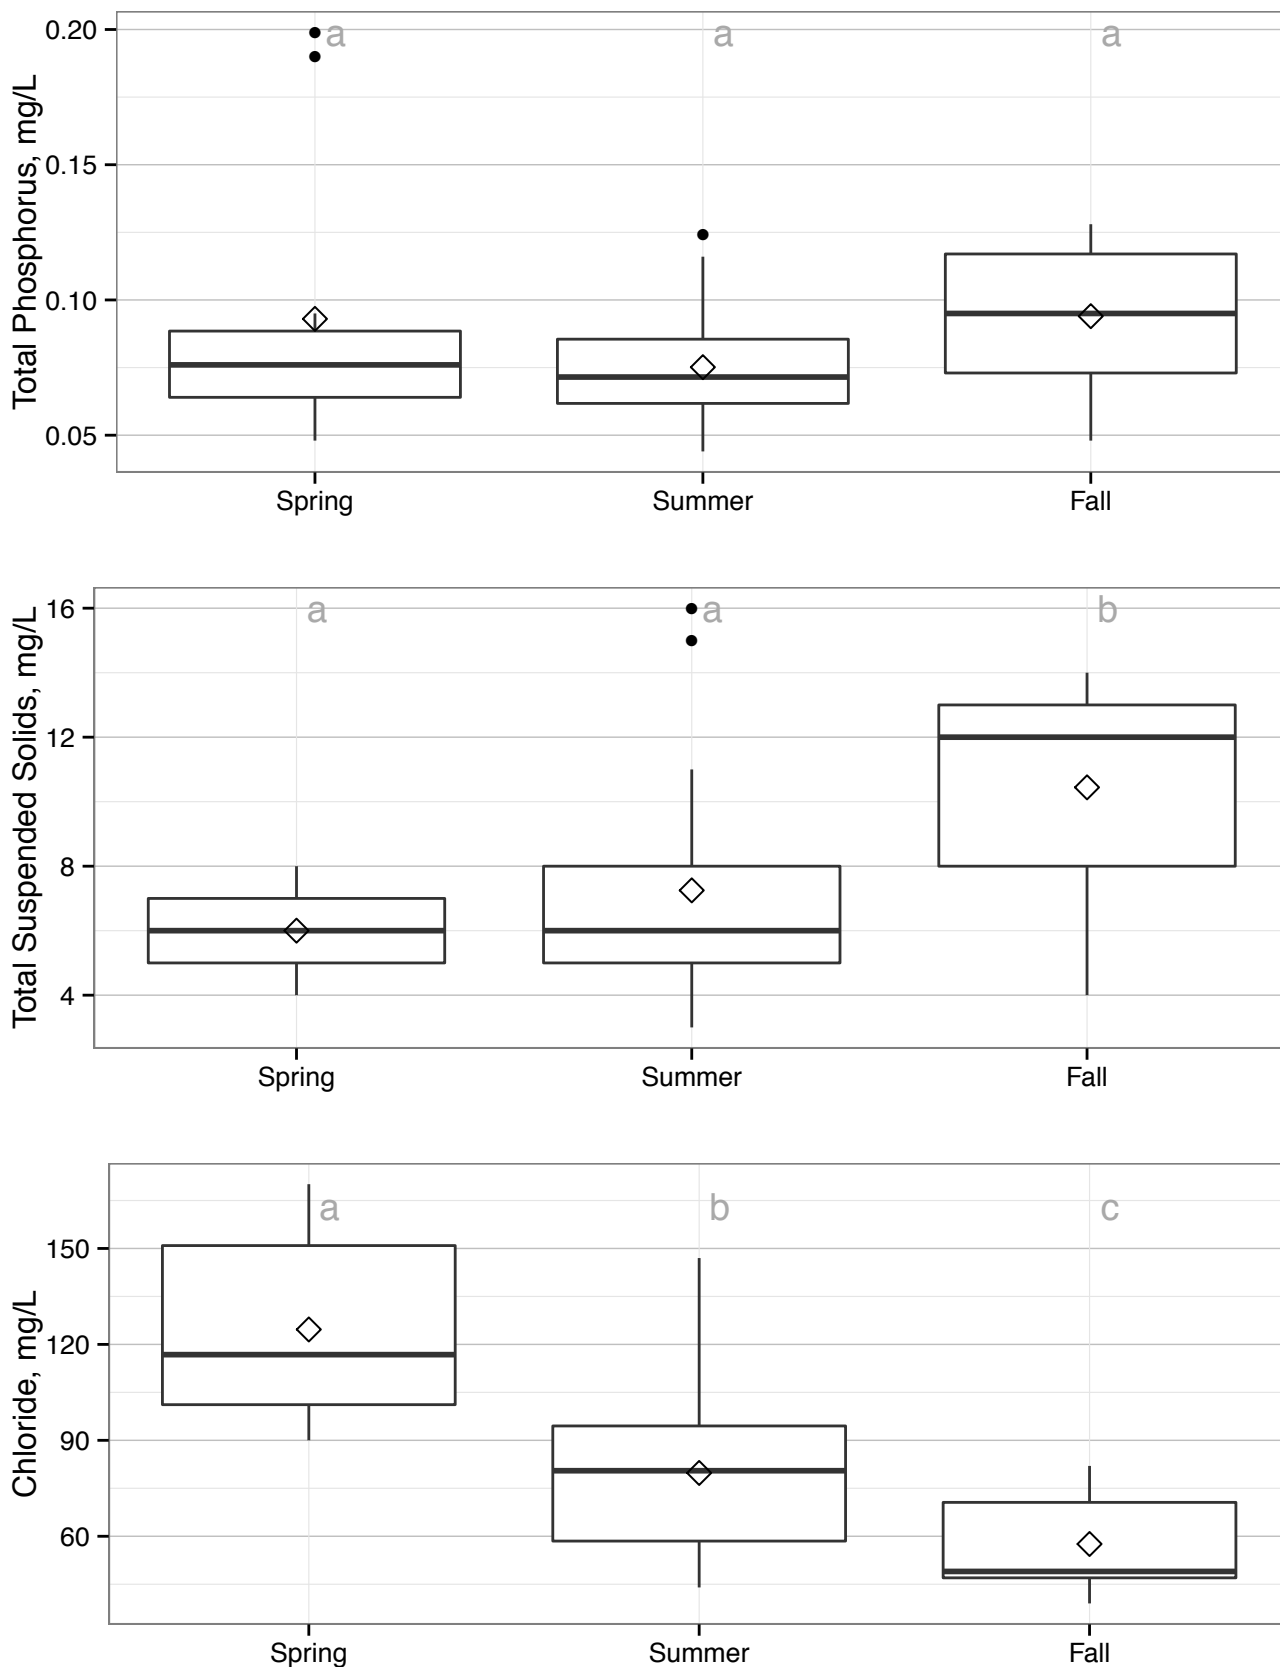 Total Phosphorus, mg/L
0.20
0.15
0.10
0.05
a a a
Spring Summer Fall
Total Suspended Solids, mg/L
16
12
8
4
a a b
Spring Summer Fall
Chloride, mg/L
150
120
90
60
a b c
Spring Summer Fall